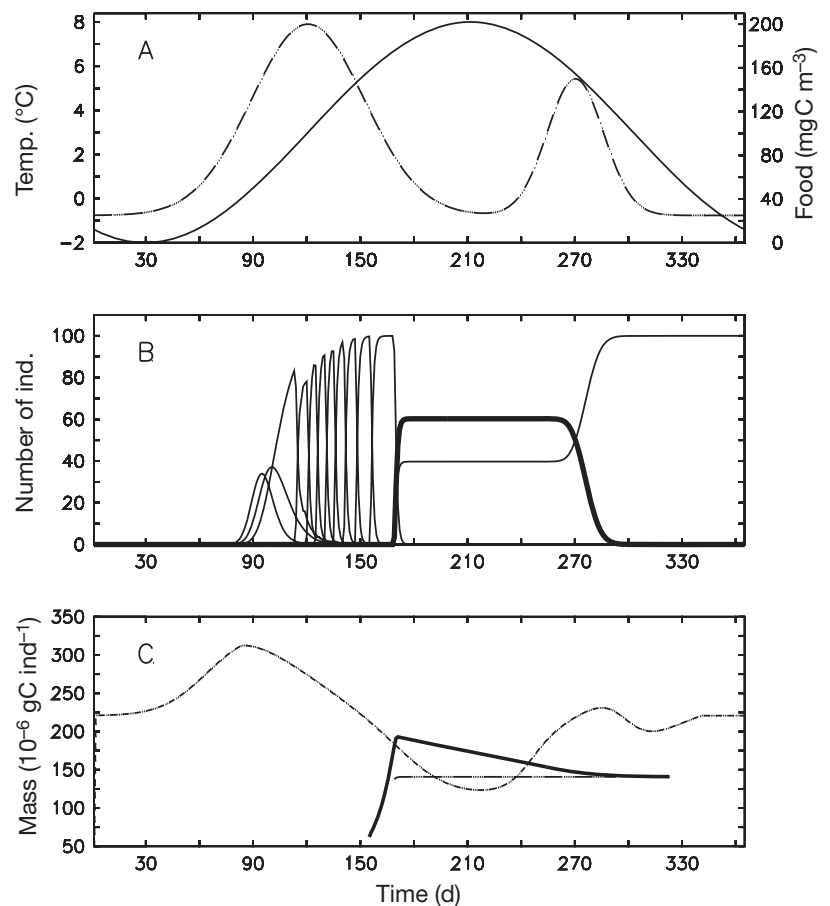 A
Temp. (°C)
8
6
4
2
0
−2
Food (mgC m⁻³)
200
160
120
80
40
0
30 90 150 210 270 330
B
Number of ind.
100
80
60
40
20
0
30 90 150 210 270 330
C
Mass (10⁻⁶ gC ind⁻¹)
350
300
250
200
150
100
50
30 90 150 210 270 330
Time (d)